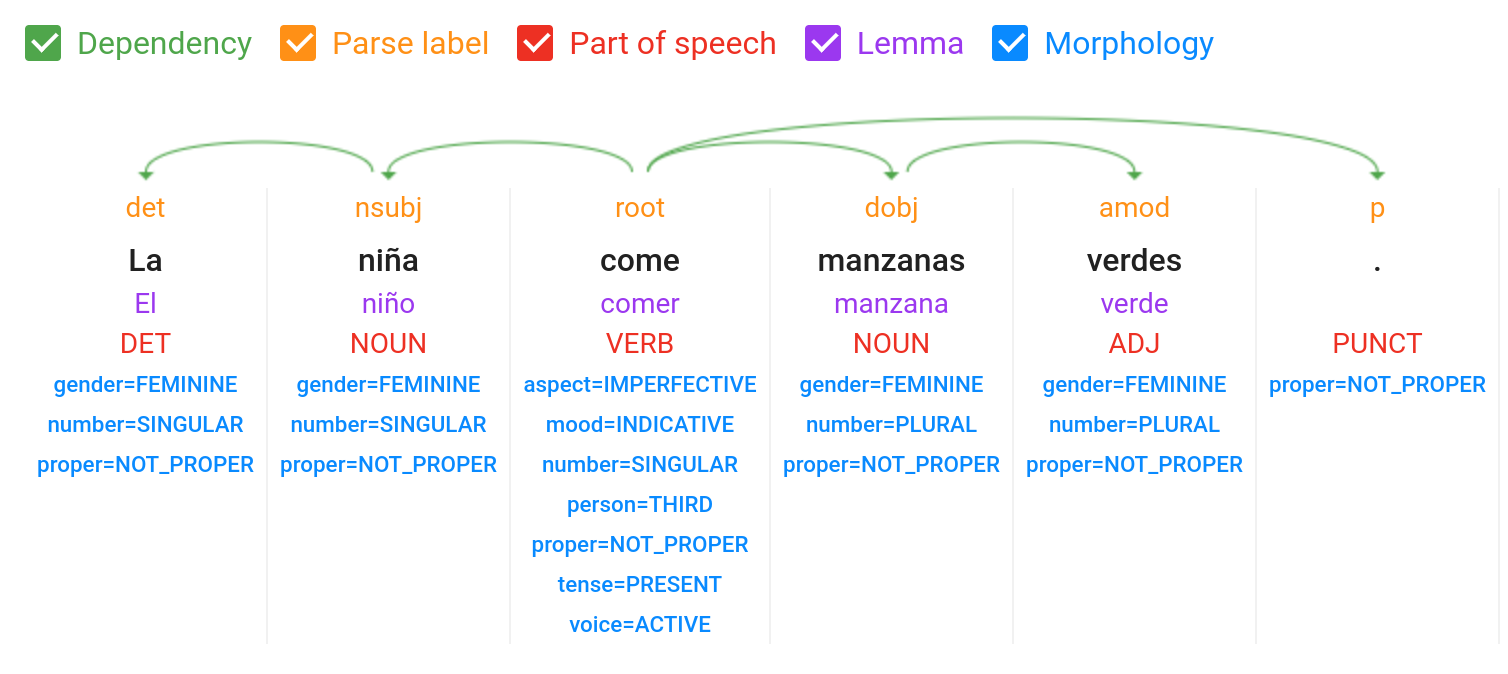 Dependency Parse label Part of speech Lemma Morphology
det nsubj root dobj amod p
La niña come manzanas verdes .
El niño comer manzana verde
DET NOUN VERB NOUN ADJ PUNCT
gender=FEMININE gender=FEMININE aspect=IMPERFECTIVE gender=FEMININE gender=FEMININE proper=NOT_PROPER
number=SINGULAR number=SINGULAR mood=INDICATIVE number=PLURAL number=PLURAL
proper=NOT_PROPER proper=NOT_PROPER number=SINGULAR proper=NOT_PROPER proper=NOT_PROPER
person=THIRD
proper=NOT_PROPER
tense=PRESENT
voice=ACTIVE